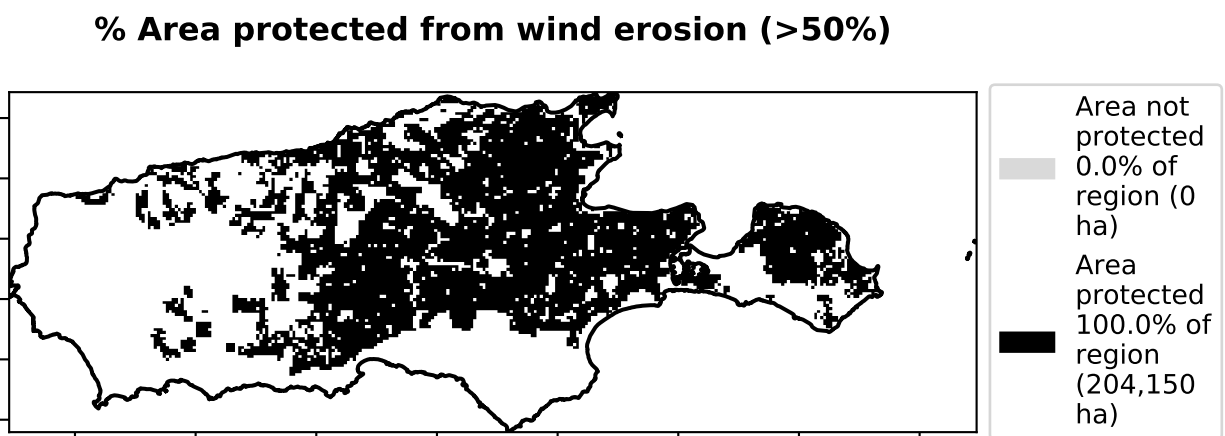 % Area protected from wind erosion (>50%)
Area not
protected
0.0% of
region (0
ha)
Area
protected
100.0% of
region
(204,150
ha)